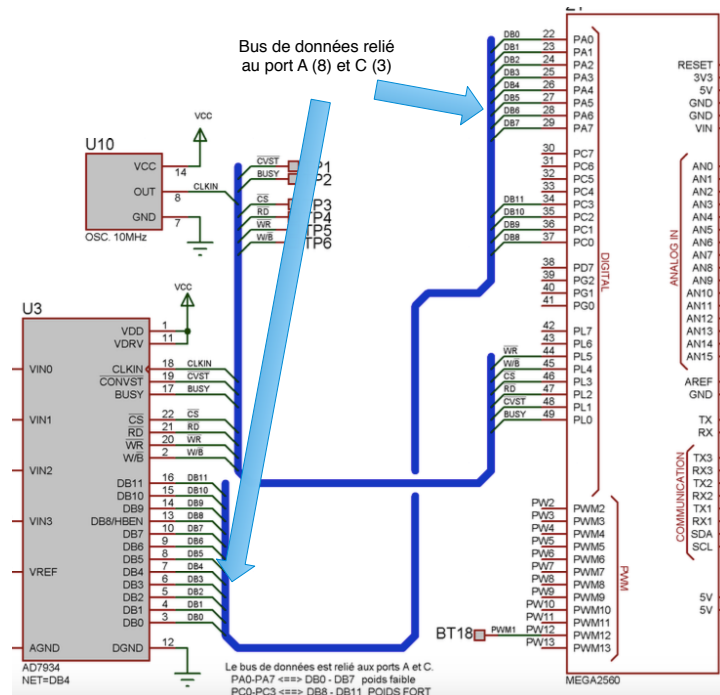 Bus de données relié
au port A (8) et C (3)
U10
VCC
VCC
14
OUT
8
CLKIN
GND
7
OSC. 10MHz
CVST
P1
BUSY
P2
CS
P3
RD
TP4
WR
TP5
W/B
TP6
U3
VCC
VDD
1
VDRV
11
VIN0
CLKIN
18
CLKIN
CONVST
19
CVST
BUSY
17
BUSY
VIN1
CS
22
CS
RD
21
RD
WR
20
WR
W/B
2
W/B
VIN2
DB11
16
DB11
DB10
15
DB10
DB9
14
DB9
VIN3
DB8/HBEN
13
DB8
DB7
10
DB7
DB6
9
DB6
DB5
8
DB5
VREF
DB4
7
DB4
DB3
6
DB3
DB2
5
DB2
DB1
4
DB1
DB0
3
DB0
AGND
DGND
12
AD7934
NET=DB4
Le bus de données est relié aux ports A et C.
PA0-PA7 <==> DB0 - DB7 poids faible
PC0-PC3 <==> DB8 - DB11 POIDS FORT
DB0
22
PA0
DB1
23
PA1
DB2
24
PA2
DB3
25
PA3
DB4
26
PA4
DB5
27
PA5
DB6
28
PA6
DB7
29
PA7
30
PC7
31
PC6
32
PC5
33
PC4
DB11
34
PC3
DB10
35
PC2
DB9
36
PC1
DB8
37
PC0
38
PD7
39
PG2
40
PG1
41
PG0
42
PL7
43
PL6
WR
44
PL5
W/B
45
PL4
CS
46
PL3
RD
47
PL2
CVST
48
PL1
BUSY
49
PL0
DIGITAL
PW2
PWM2
PW3
PWM3
PW4
PWM4
PW5
PWM5
PW6
PWM6
PW7
PWM7
PW8
PWM8
PW9
PWM9
PW10
PWM10
PW11
PWM11
BT18
PWM1
PW12
PWM12
PW13
PWM13
PWM
RESET
3V3
5V
GND
GND
VIN
ANALOG IN
AN0
AN1
AN2
AN3
AN4
AN5
AN6
AN7
AN8
AN9
AN10
AN11
AN12
AN13
AN14
AN15
AREF
GND
TX
RX
COMMUNICATION
TX3
RX3
TX2
RX2
TX1
RX1
SDA
SCL
5V
5V
MEGA2560